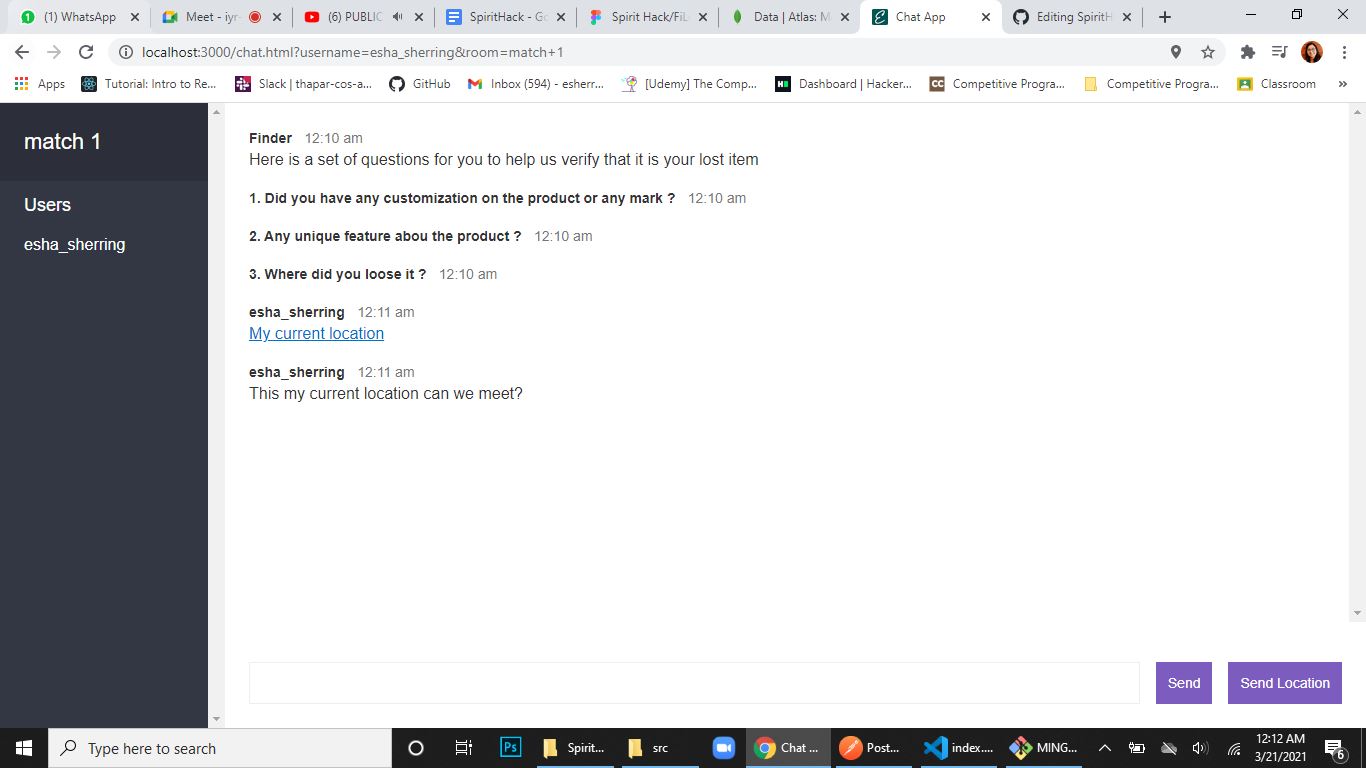 (1) WhatsApp
Meet - iyr-
(6) PUBLIC
SpiritHack - Go
Spirit Hack/FiL
Data | Atlas: M
Chat App
Editing SpiritH
localhost:3000/chat.html?username=esha_sherring&room=match+1
Apps
Tutorial: Intro to Re...
Slack | thapar-cos-a...
GitHub
Inbox (594) - esherr...
[Udemy] The Comp...
Dashboard | Hacker...
CC
Competitive Progra...
Competitive Progra...
Classroom
»
match 1
Users
esha_sherring
Finder 12:10 am
Here is a set of questions for you to help us verify that it is your lost item
1. Did you have any customization on the product or any mark ? 12:10 am
2. Any unique feature abou the product ? 12:10 am
3. Where did you loose it ? 12:10 am
esha_sherring 12:11 am
My current location
esha_sherring 12:11 am
This my current location can we meet?
Send
Send Location
Type here to search
Ps
Spirit...
src
Chat ...
Post...
index....
MING...
12:12 AM
3/21/2021
6